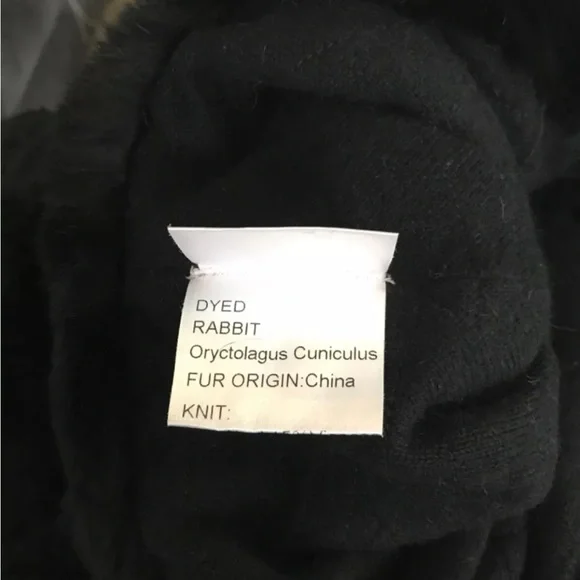 DYED
RABBIT
Oryctolagus Cuniculus
FUR ORIGIN:China
KNIT: